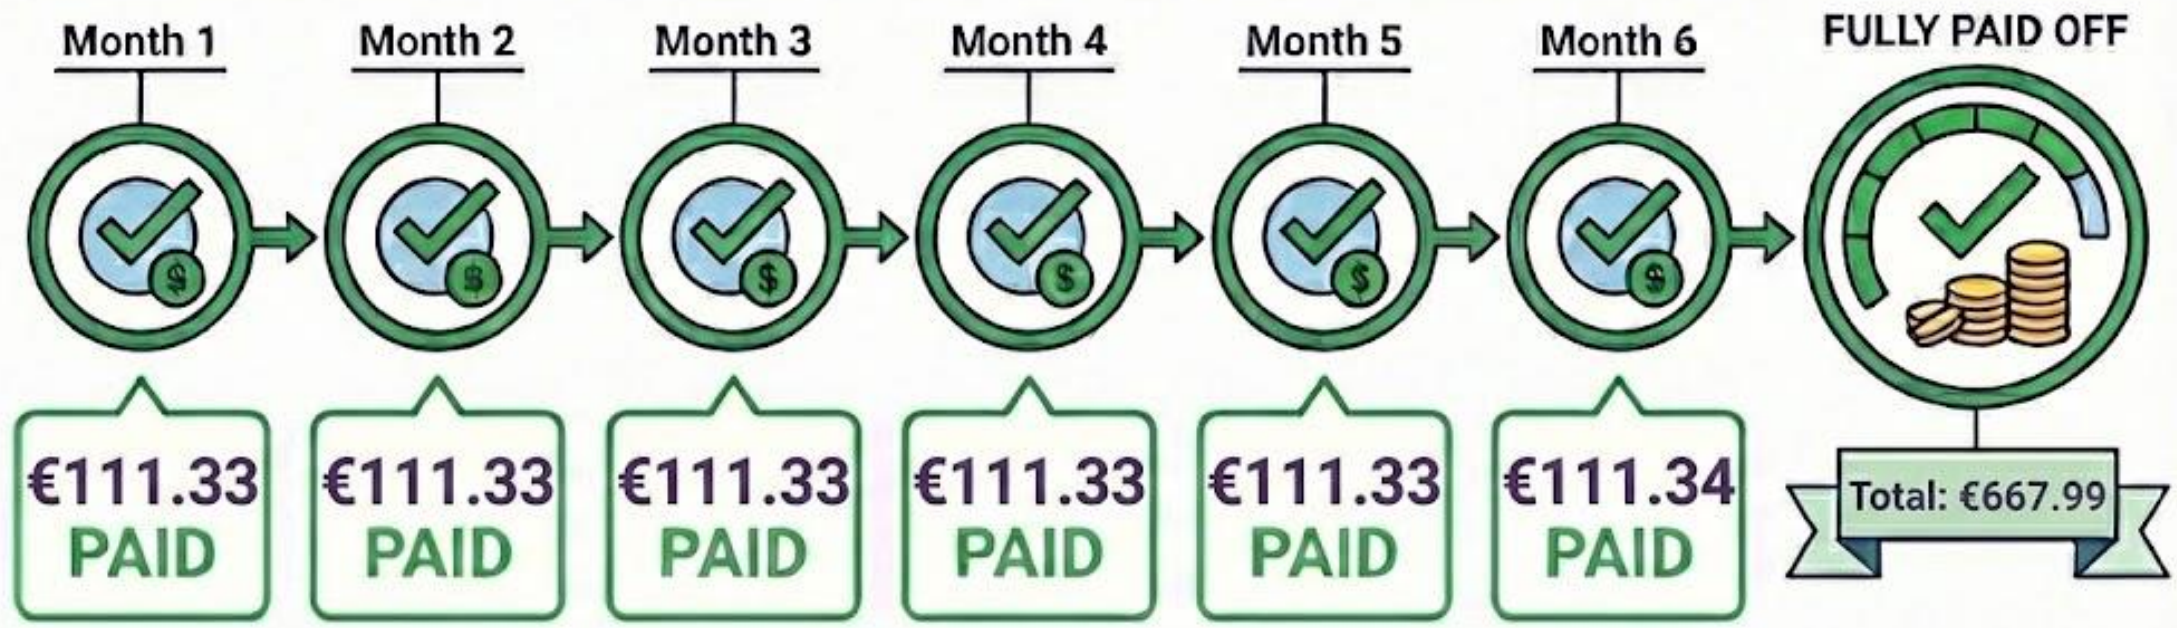 Month 1
Month 2
Month 3
Month 4
Month 5
Month 6
FULLY PAID OFF
$
$
$
$
$
€111.33
PAID
€111.33
PAID
€111.33
PAID
€111.33
PAID
€111.33
PAID
€111.34
PAID
Total: €667.99